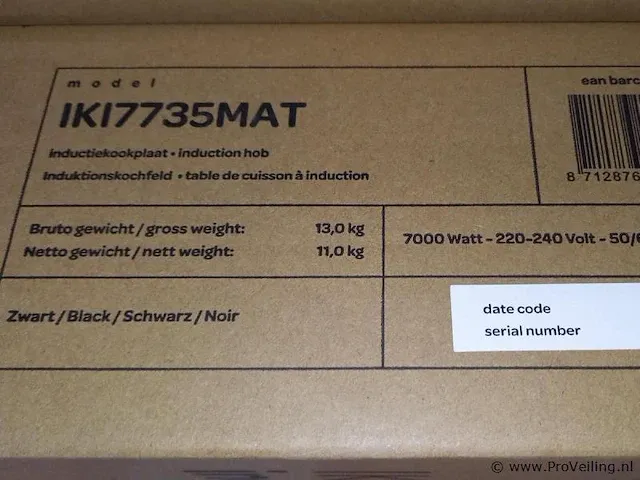 model
IKI7735MAT
inductiekookplaat • induction hob
Induktionskochfeld • table de cuisson à induction
ean barc
8 712876
Bruto gewicht / gross weight: 13,0 kg
Netto gewicht / nett weight: 11,0 kg
7000 Watt - 220-240 Volt - 50/6
Zwart / Black / Schwarz / Noir
date code
serial number
© www.ProVeiling.nl